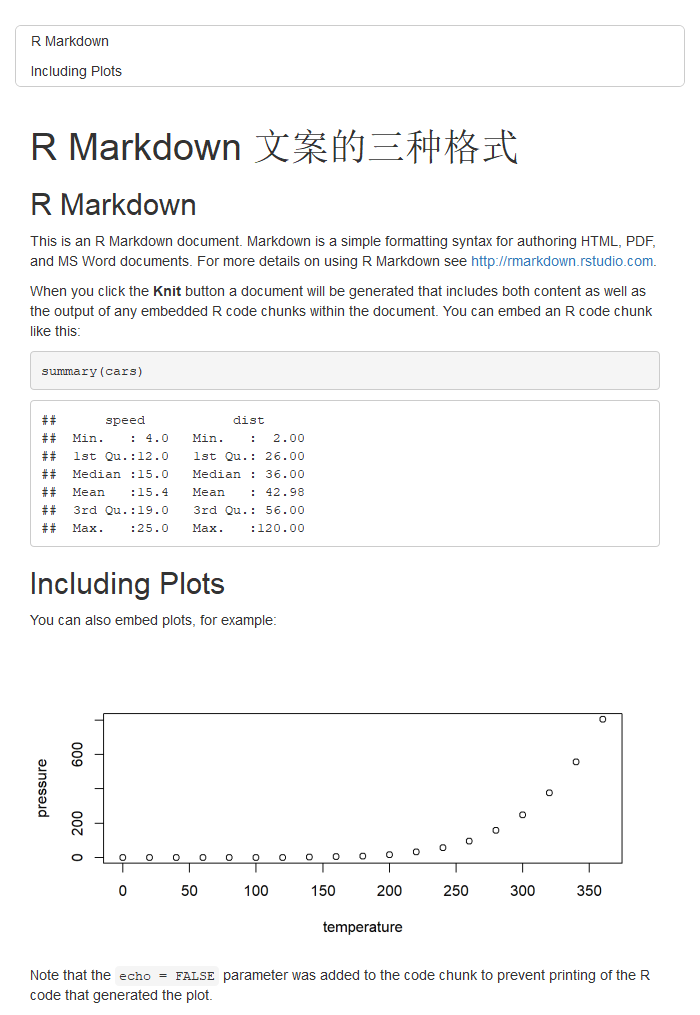 R Markdown
Including Plots
R Markdown 文案的三种格式
R Markdown
This is an R Markdown document. Markdown is a simple formatting syntax for authoring HTML, PDF,
and MS Word documents. For more details on using R Markdown see http://rmarkdown.rstudio.com.
When you click the Knit button a document will be generated that includes both content as well as
the output of any embedded R code chunks within the document. You can embed an R code chunk
like this:
summary(cars)
##      speed           dist
##  Min.   : 4.0   Min.   :  2.00
##  1st Qu.:12.0   1st Qu.: 26.00
##  Median :15.0   Median : 36.00
##  Mean   :15.4   Mean   : 42.98
##  3rd Qu.:19.0   3rd Qu.: 56.00
##  Max.   :25.0   Max.   :120.00
Including Plots
You can also embed plots, for example:
pressure
600
200
0
0 50 100 150 200 250 300 350
temperature
Note that the echo = FALSE parameter was added to the code chunk to prevent printing of the R
code that generated the plot.